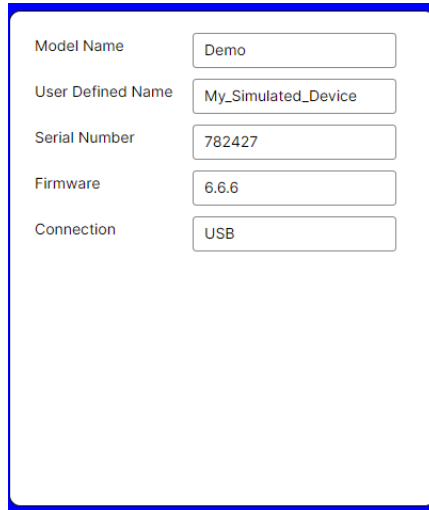 Model Name Demo
User Defined Name My_Simulated_Device
Serial Number 782427
Firmware 6.6.6
Connection USB